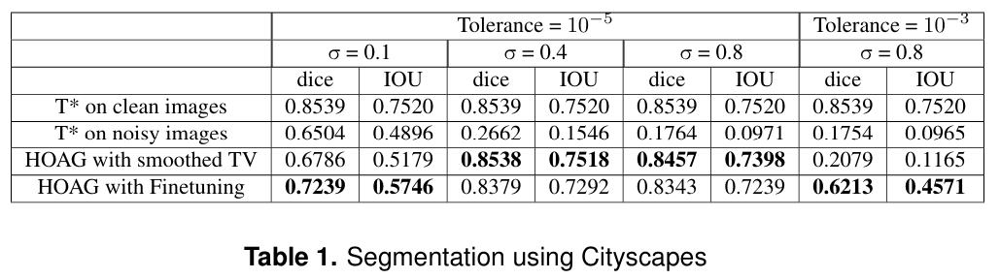 Tolerance = 10^{-5} Tolerance = 10^{-3}
σ = 0.1 σ = 0.4 σ = 0.8 σ = 0.8
dice IOU dice IOU dice IOU dice IOU
T* on clean images 0.8539 0.7520 0.8539 0.7520 0.8539 0.7520 0.8539 0.7520
T* on noisy images 0.6504 0.4896 0.2662 0.1546 0.1764 0.0971 0.1754 0.0965
HOAG with smoothed TV 0.6786 0.5179 0.8538 0.7518 0.8457 0.7398 0.2079 0.1165
HOAG with Finetuning 0.7239 0.5746 0.8379 0.7292 0.8343 0.7239 0.6213 0.4571
Table 1. Segmentation using Cityscapes